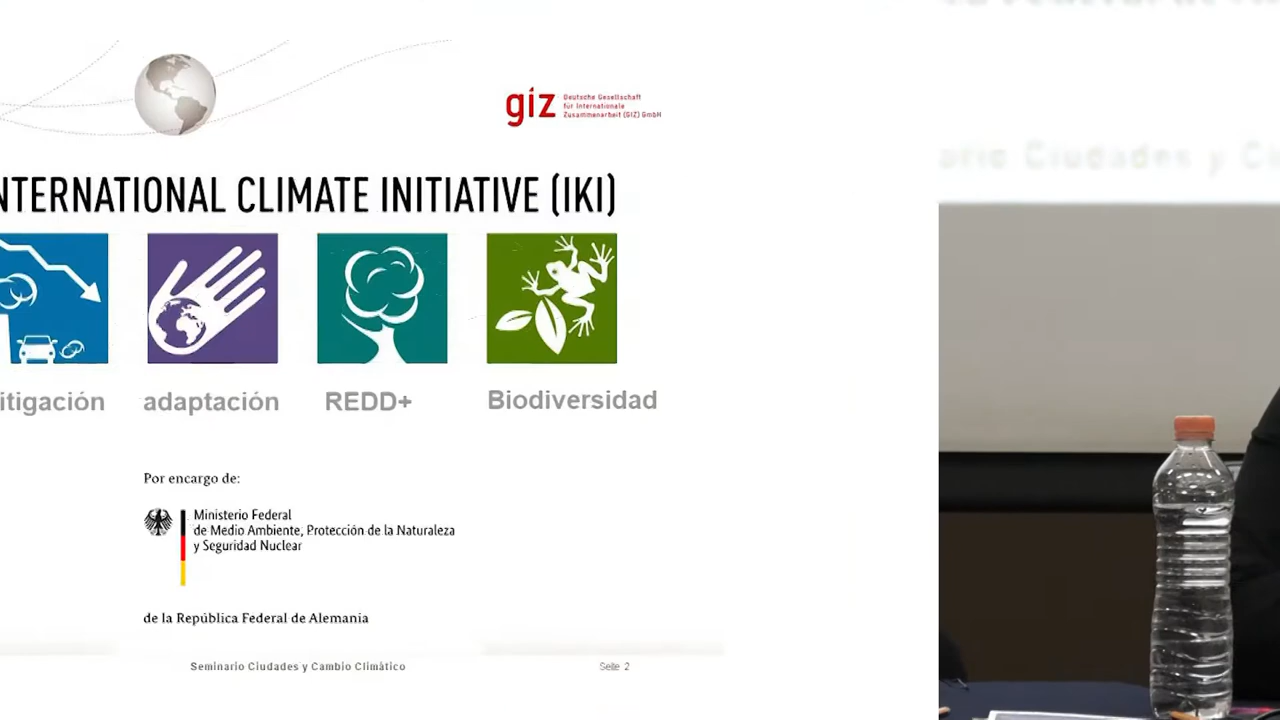 giz
Deutsche Gesellschaft
für Internationale
Zusammenarbeit (GIZ) GmbH
NTERNATIONAL CLIMATE INITIATIVE (IKI)
itigación adaptación REDD+ Biodiversidad
Por encargo de:
Ministerio Federal
de Medio Ambiente, Protección de la Naturaleza
y Seguridad Nuclear
de la República Federal de Alemania
Seminario Ciudades y Cambio Climático Seite 2
Ciudades y